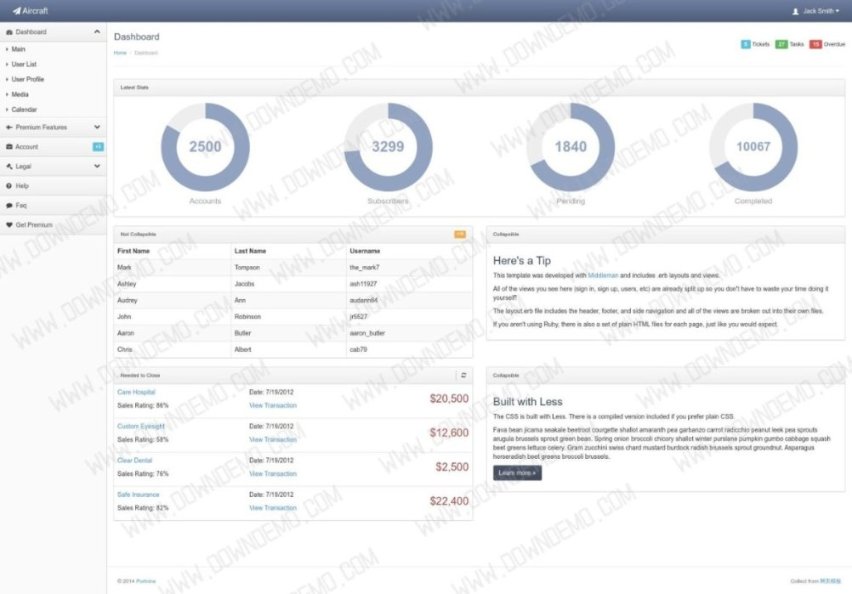 Aircraft
Jack Smith
Dashboard
Main
User List
User Profile
Media
Calendar
Premium Features
Account
Legal
Help
Faq
Get Premium
Dashboard
Home / Dashboard
5 Tickets 27 Tasks 15 Overdue
Latest Stats
2500 3299 1840 10067
Accounts Subscribers Pending Completed
Not Collapsible
First Name Last Name Username
Mark Tompson the_mark7
Ashley Jacobs ash11927
Audrey Ann audann84
John Robinson jr5527
Aaron Butler aaron_butler
Chris Albert cab79
Collapsible
Here's a Tip
This template was developed with Middleman and includes .erb layouts and views.
All of the views you see here (sign in, sign up, users, etc) are already split up so you don't have to waste your time doing it
yourself!
The layout.erb file includes the header, footer, and side navigation and all of the views are broken out into their own files.
If you aren't using Ruby, there is also a set of plain HTML files for each page, just like you would expect.
Needed to Close
Care Hospital Date: 7/19/2012
Sales Rating: 86% View Transaction
$20,500
Custom Eyesight Date: 7/19/2012
Sales Rating: 58% View Transaction
$12,600
Clear Dental Date: 7/19/2012
Sales Rating: 76% View Transaction
$2,500
Safe Insurance Date: 7/19/2012
Sales Rating: 82% View Transaction
$22,400
Collapsible
Built with Less
The CSS is built with Less. There is a compiled version included if you prefer plain CSS.
Fava bean jicama seakale beetroot courgette shallot amaranth pea garbanzo carrot radicchio peanut leek pea sprouts
arugula brussels sprout green bean. Spring onion broccoli chicory shallot winter purslane pumpkin gumbo cabbage squash
beet greens lettuce celery. Gram zucchini swiss chard mustard burdock radish brussels sprout groundnut. Asparagus
horseradish beet greens broccoli brussels.
Learn more »
© 2014 Portnine
Collect from 网页模板
WWW.DOWNDEMO.COM